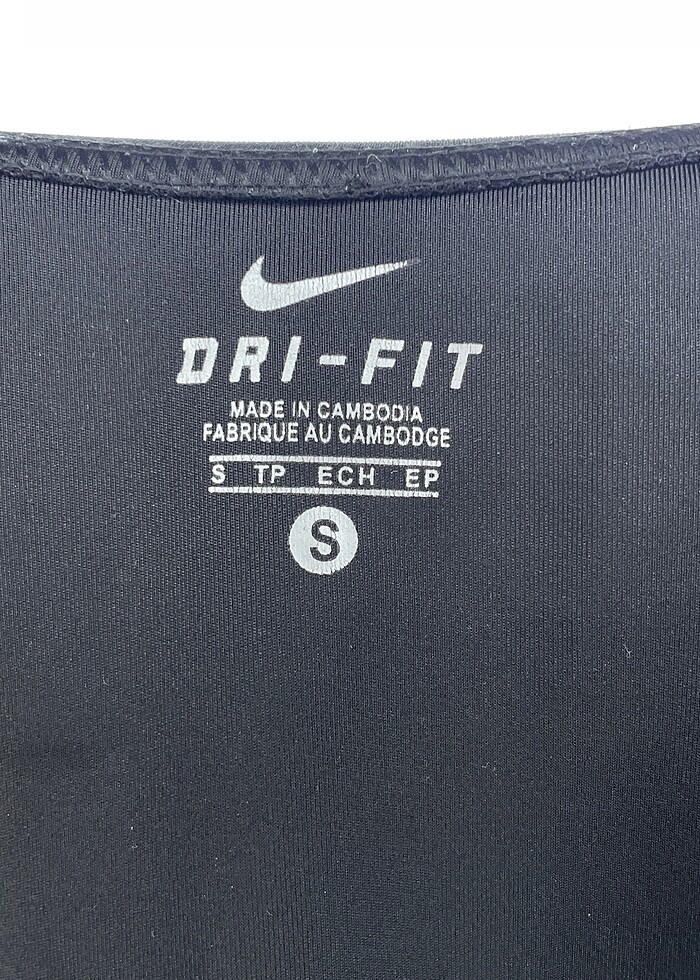 DRI-FIT
MADE IN CAMBODIA
FABRIQUE AU CAMBODGE
S TP ECH EP
S